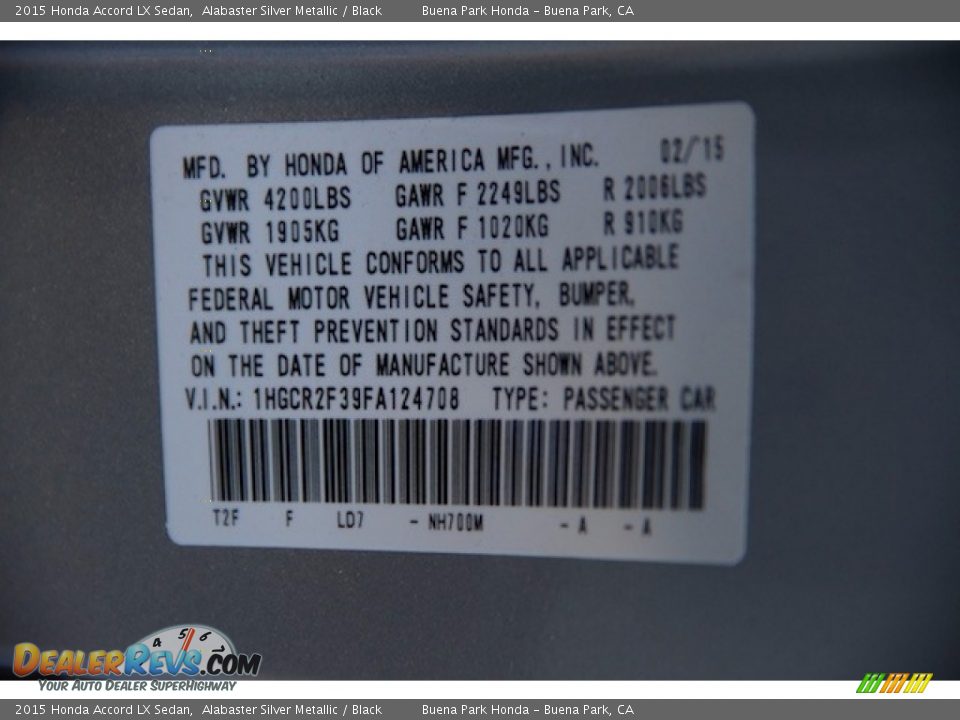 2015 Honda Accord LX Sedan, Alabaster Silver Metallic / Black Buena Park Honda - Buena Park, CA
MFD. BY HONDA OF AMERICA MFG., INC. 02/'15
GVWR 4200LBS GAWR F 2249LBS R 2006LBS
GVWR 1905KG GAWR F 1020KG R 910KG
THIS VEHICLE CONFORMS TO ALL APPLICABLE
FEDERAL MOTOR VEHICLE SAFETY, BUMPER,
AND THEFT PREVENTION STANDARDS IN EFFECT
ON THE DATE OF MANUFACTURE SHOWN ABOVE.
V.I.N.: 1HGCR2F39FA124708 TYPE: PASSENGER CAR
T2F F LD7 - NH700M - A - A
4 5 6 7
DEALERREVS.COM
YOUR AUTO DEALER SUPERHIGHWAY
2015 Honda Accord LX Sedan, Alabaster Silver Metallic / Black Buena Park Honda - Buena Park, CA